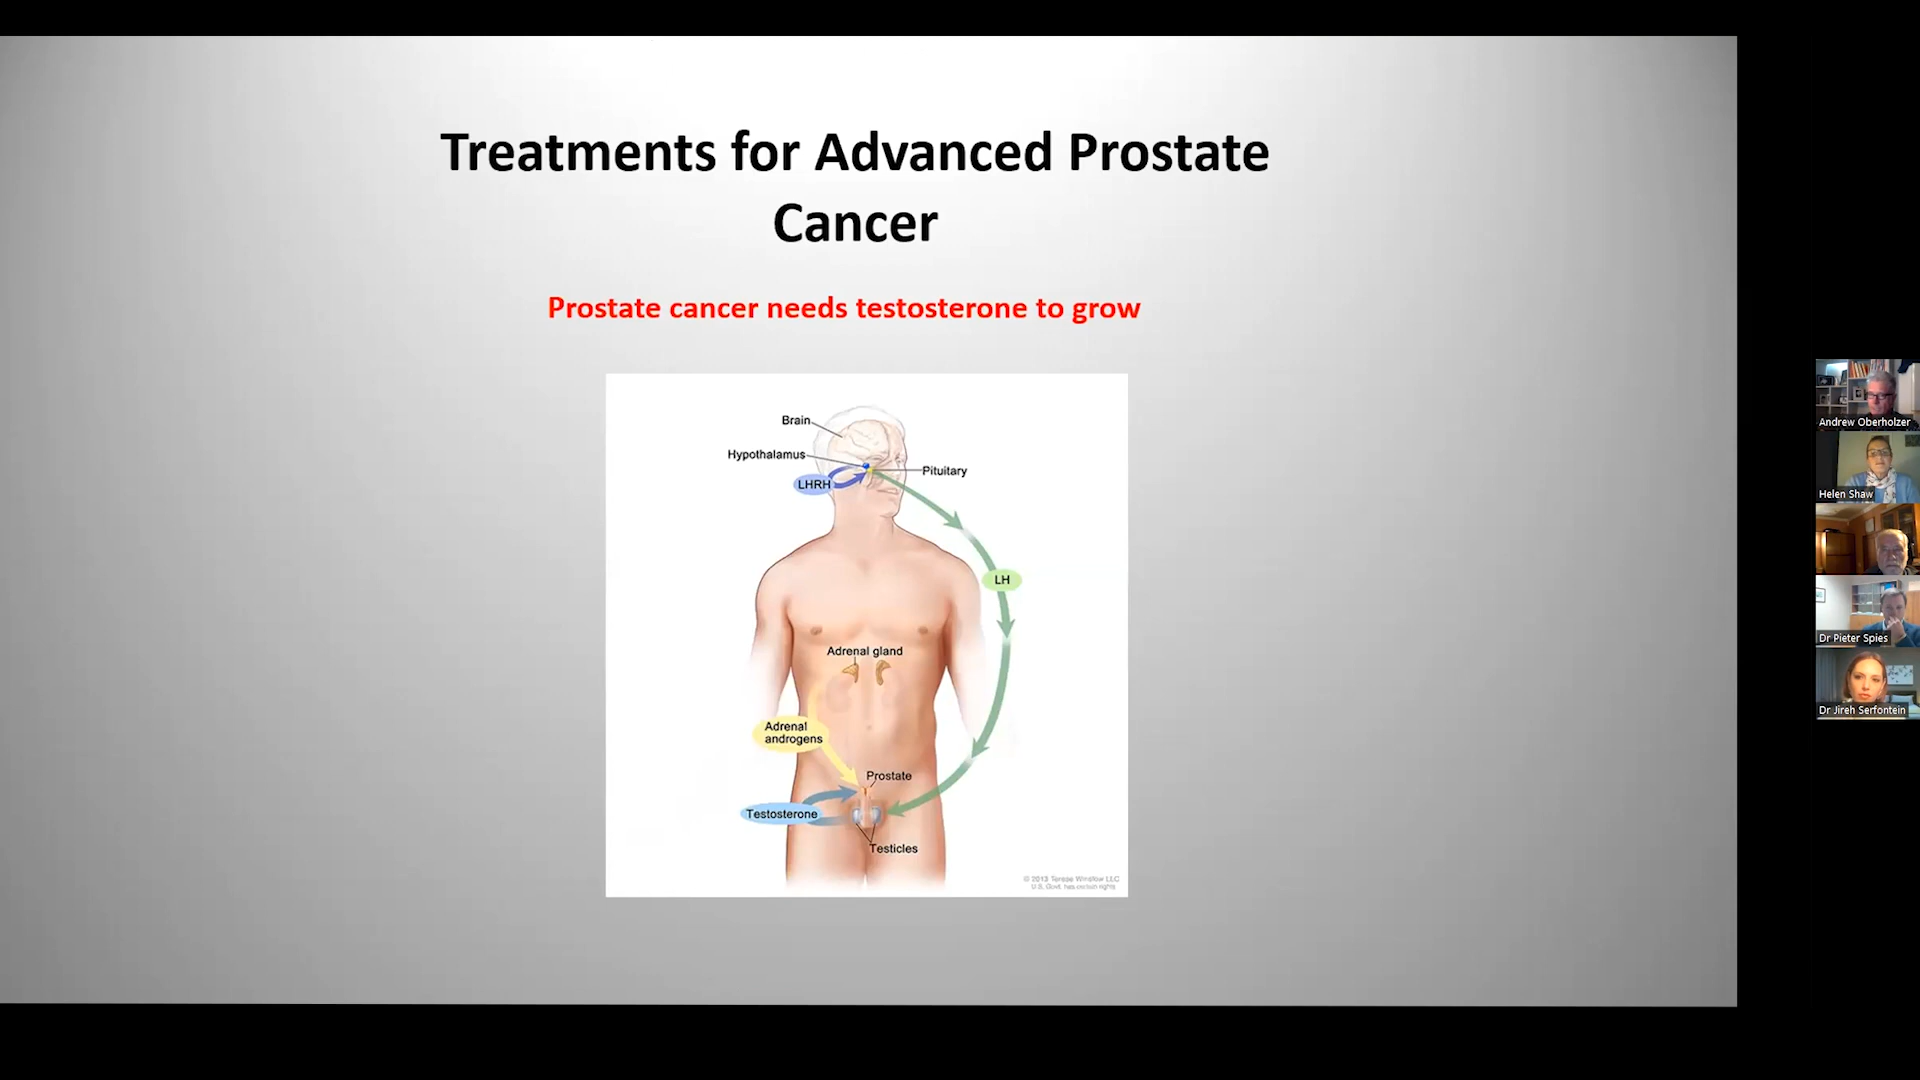 Treatments for Advanced Prostate
Cancer
Prostate cancer needs testosterone to grow
Brain
Hypothalamus
Pituitary
LHRH
LH
Adrenal gland
Adrenal
androgens
Prostate
Testosterone
Testicles
© 2013 Terese Winslow LLC
U.S. Govt. has certain rights
Andrew Oberholzer
Helen Shaw
Dr Pieter Spies
Dr Jireh Serfontein